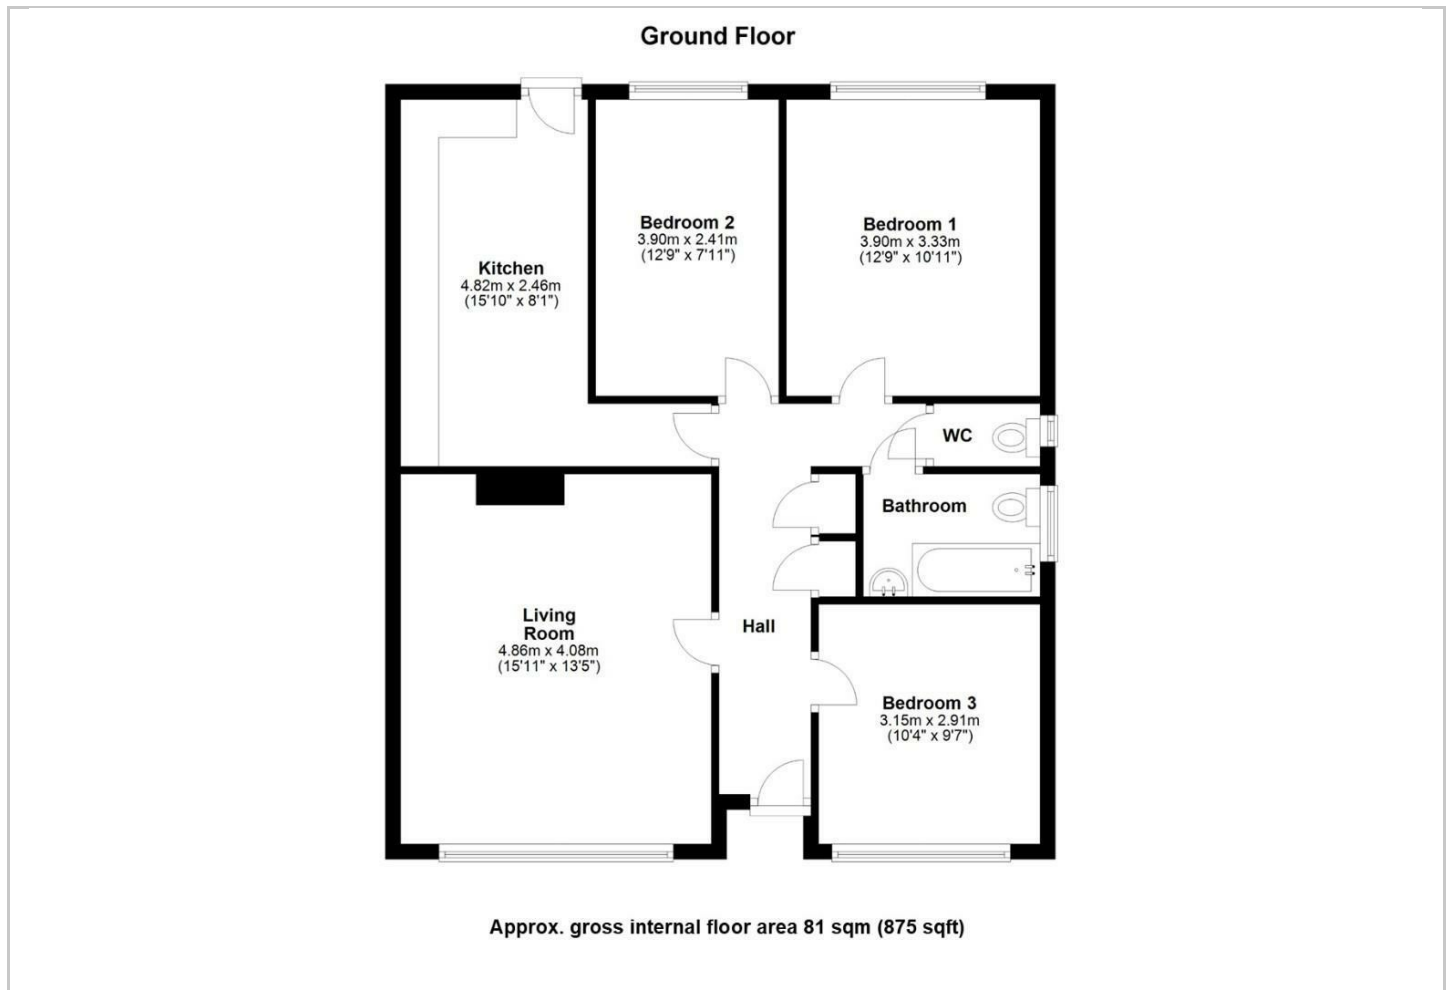 Ground Floor
Bedroom 2
3.90m x 2.41m
(12'9" x 7'11")
Bedroom 1
3.90m x 3.33m
(12'9" x 10'11")
Kitchen
4.82m x 2.46m
(15'10" x 8'1")
WC
Bathroom
Living
Room
4.86m x 4.08m
(15'11" x 13'5")
Hall
Bedroom 3
3.15m x 2.91m
(10'4" x 9'7")
Approx. gross internal floor area 81 sqm (875 sqft)